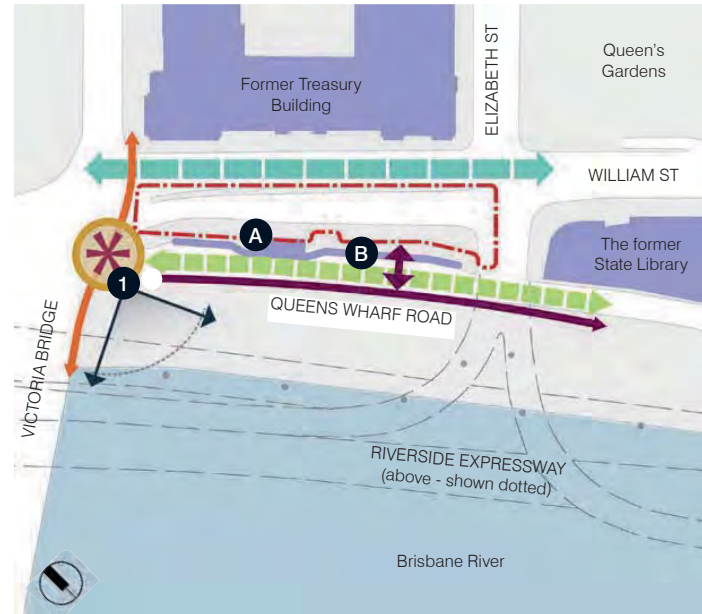 Former Treasury
Building
ELIZABETH ST
Queen's
Gardens
WILLIAM ST
A
B
The former
State Library
1
QUEENS WHARF ROAD
VICTORIA BRIDGE
RIVERSIDE EXPRESSWAY
(above - shown dotted)
Brisbane River